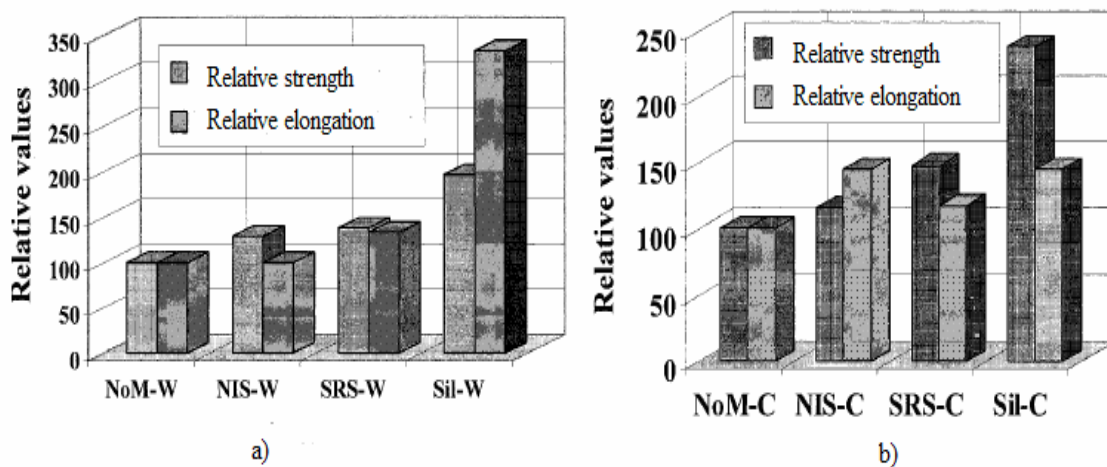 350
300
250
200
150
100
50
0
Relative values
Relative strength
Relative elongation
NoM-W NIS-W SRS-W Sil-W
a)
250
200
150
100
50
0
Relative values
Relative strength
Relative elongation
NoM-C NIS-C SRS-C Sil-C
b)